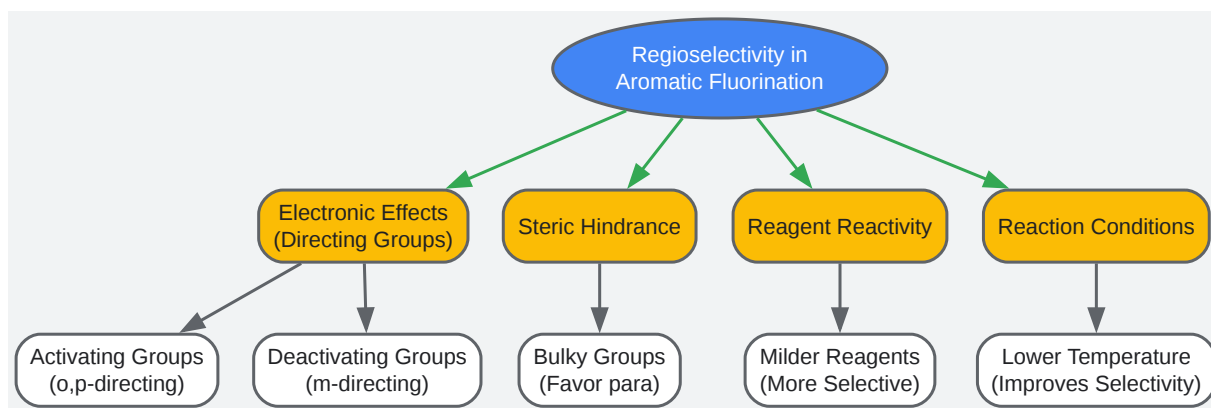 Regioselectivity in
Aromatic Fluorination
Electronic Effects
(Directing Groups)
Steric Hindrance
Reagent Reactivity
Reaction Conditions
Activating Groups
(o,p-directing)
Deactivating Groups
(m-directing)
Bulky Groups
(Favor para)
Milder Reagents
(More Selective)
Lower Temperature
(Improves Selectivity)